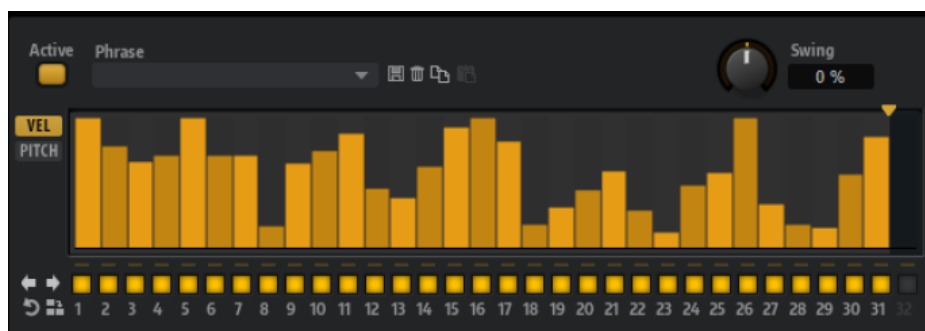 Active Phrase Swing
0 %
VEL
PITCH
1 2 3 4 5 6 7 8 9 10 11 12 13 14 15 16 17 18 19 20 21 22 23 24 25 26 27 28 29 30 31 32